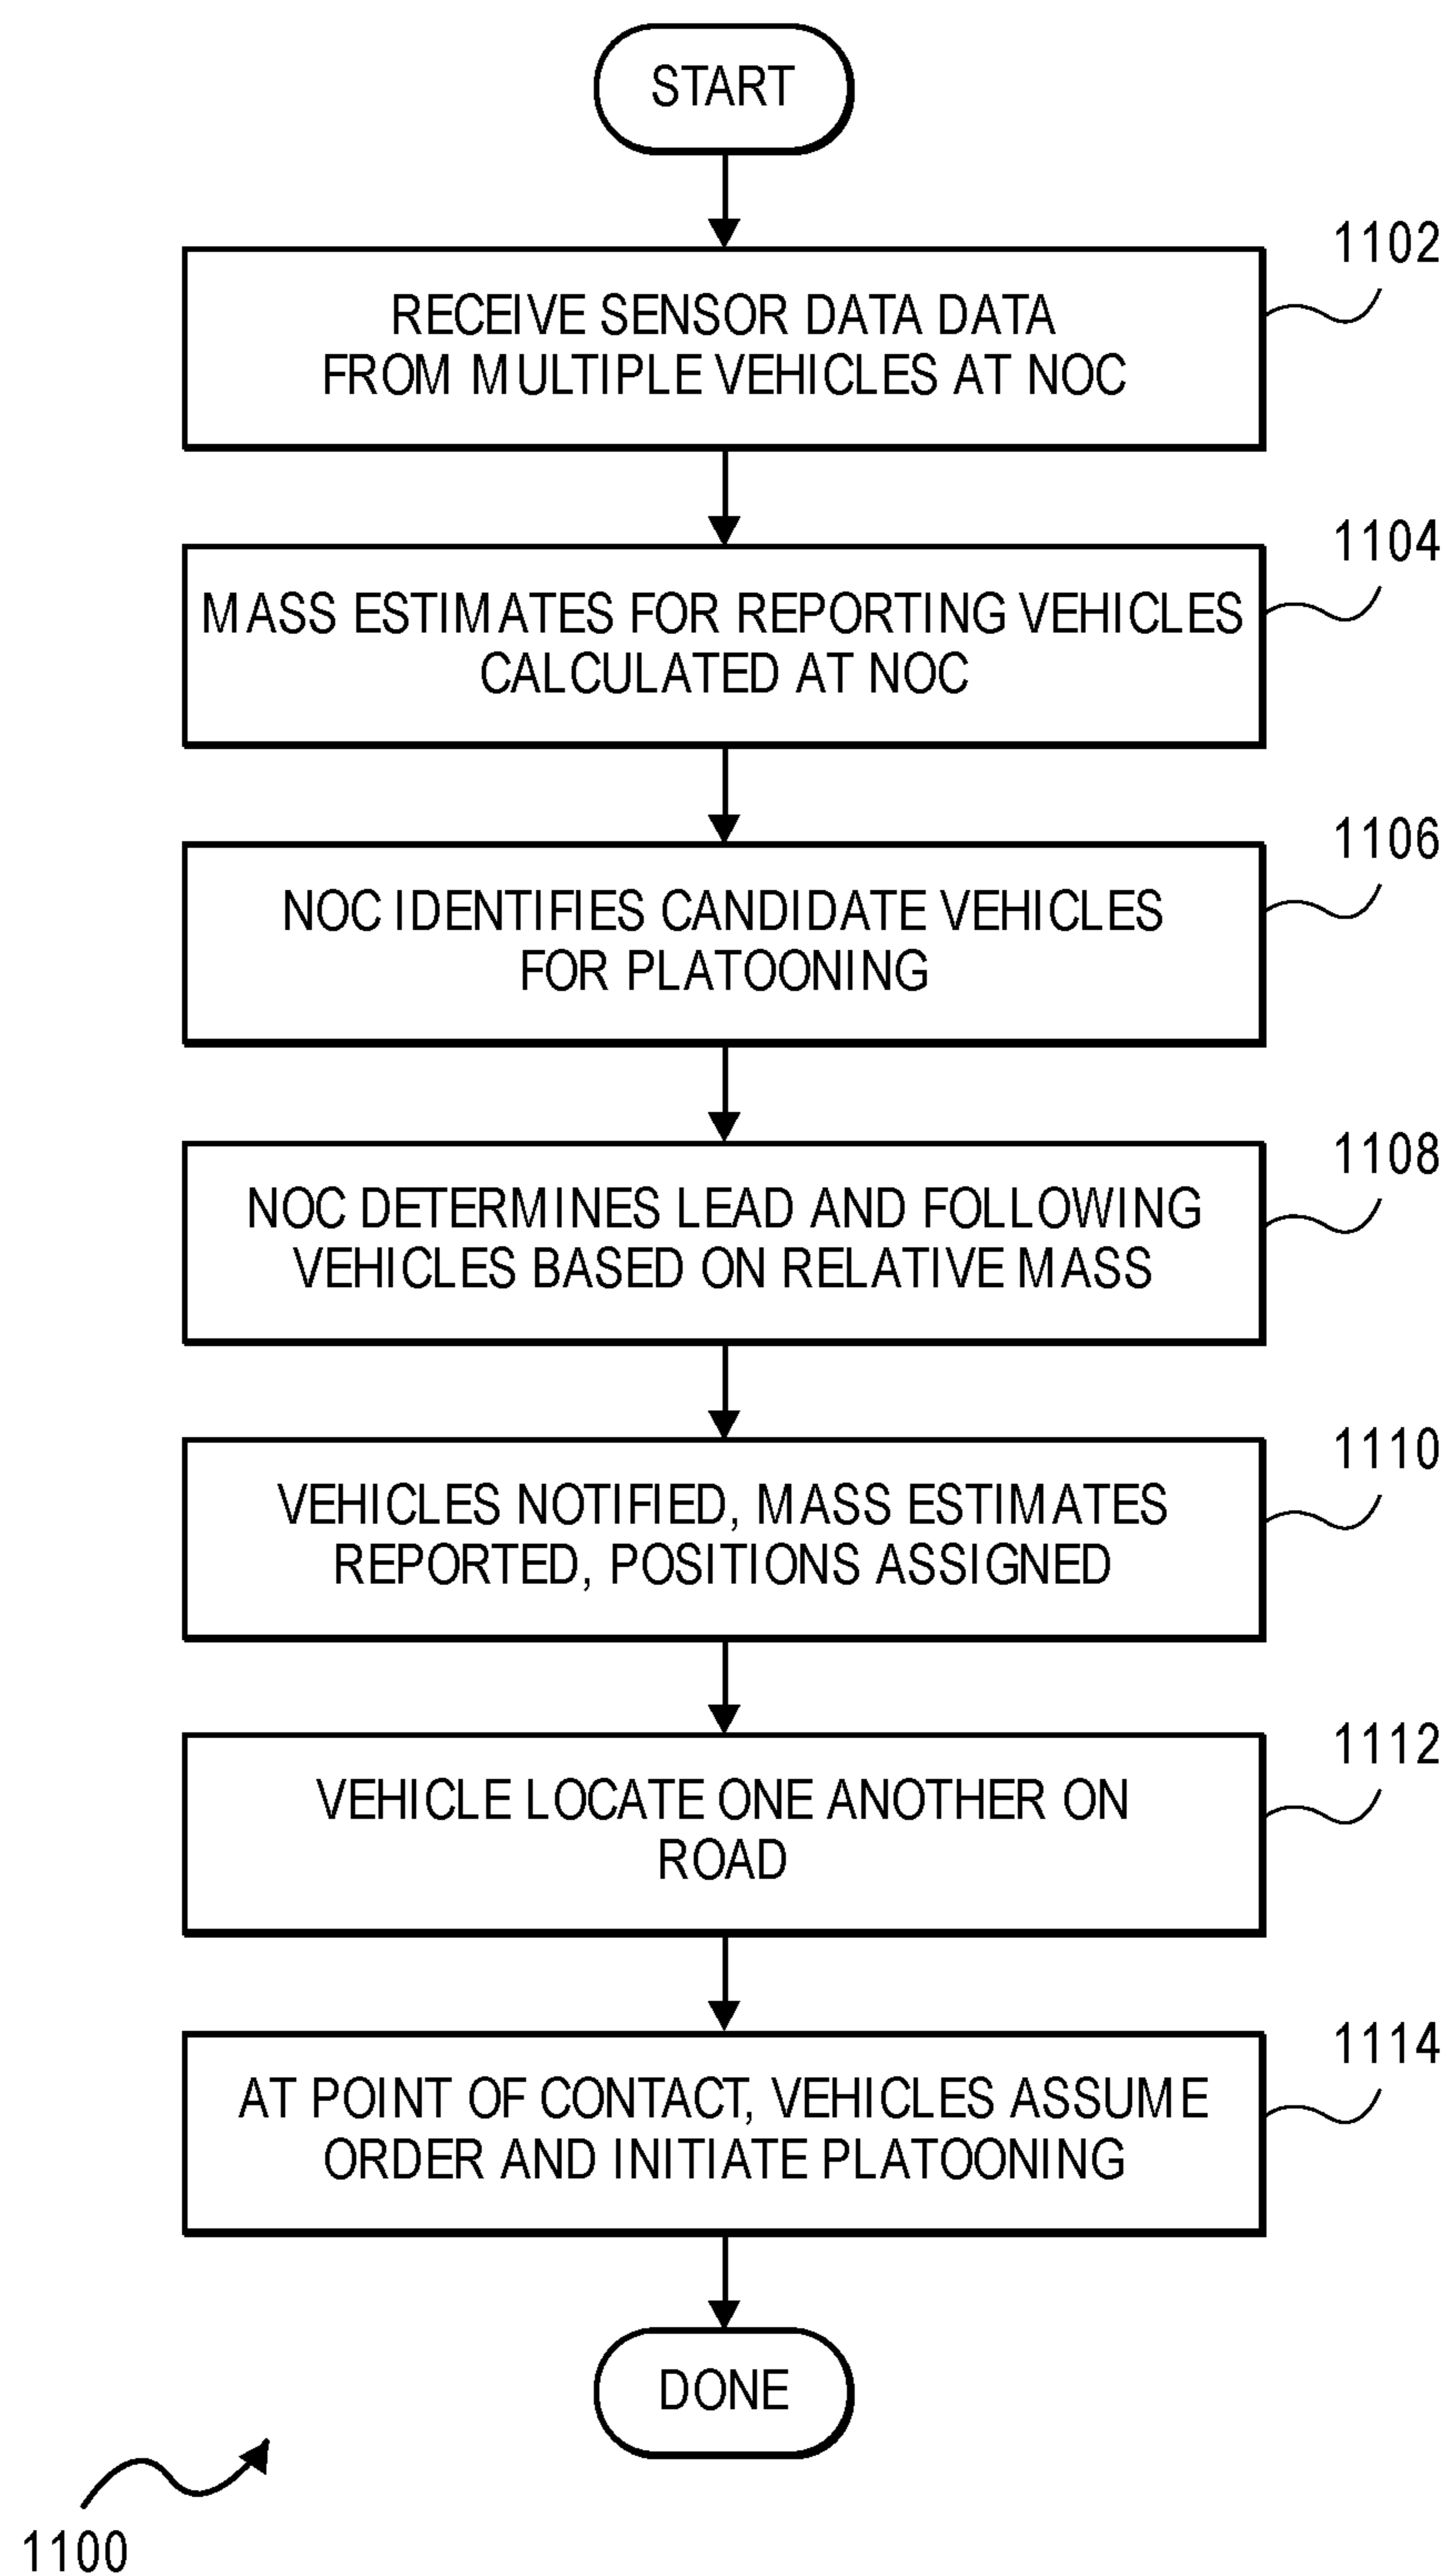 START
1102
RECEIVE SENSOR DATA DATA
FROM MULTIPLE VEHICLES AT NOC
1104
MASS ESTIMATES FOR REPORTING VEHICLES
CALCULATED AT NOC
1106
NOC IDENTIFIES CANDIDATE VEHICLES
FOR PLATOONING
1108
NOC DETERMINES LEAD AND FOLLOWING
VEHICLES BASED ON RELATIVE MASS
1110
VEHICLES NOTIFIED, MASS ESTIMATES
REPORTED, POSITIONS ASSIGNED
1112
VEHICLE LOCATE ONE ANOTHER ON
ROAD
1114
AT POINT OF CONTACT, VEHICLES ASSUME
ORDER AND INITIATE PLATOONING
DONE
1100